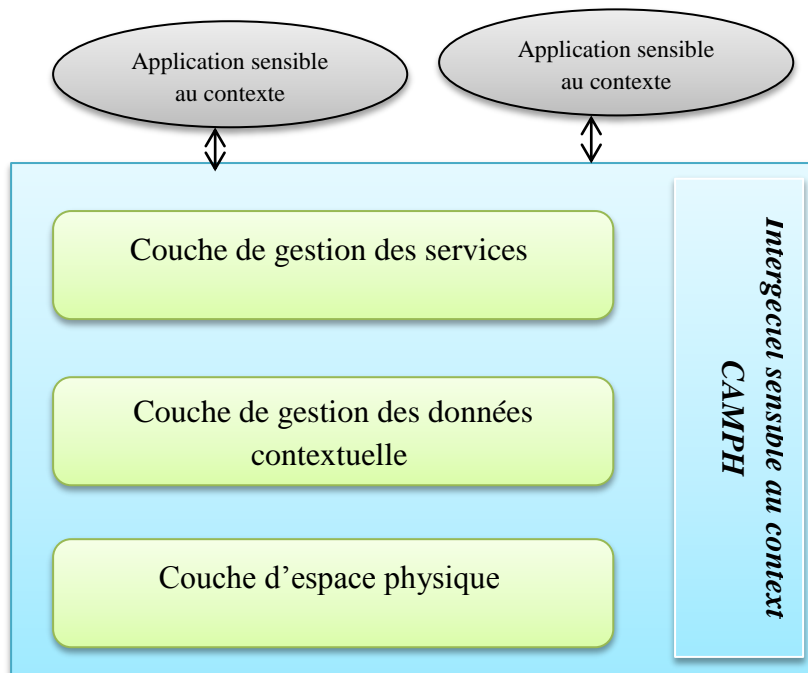 Application sensible
au contexte
Application sensible
au contexte
Couche de gestion des services
Couche de gestion des données
contextuelle
Couche d’espace physique
Intergeciel sensible au context
CAMPH